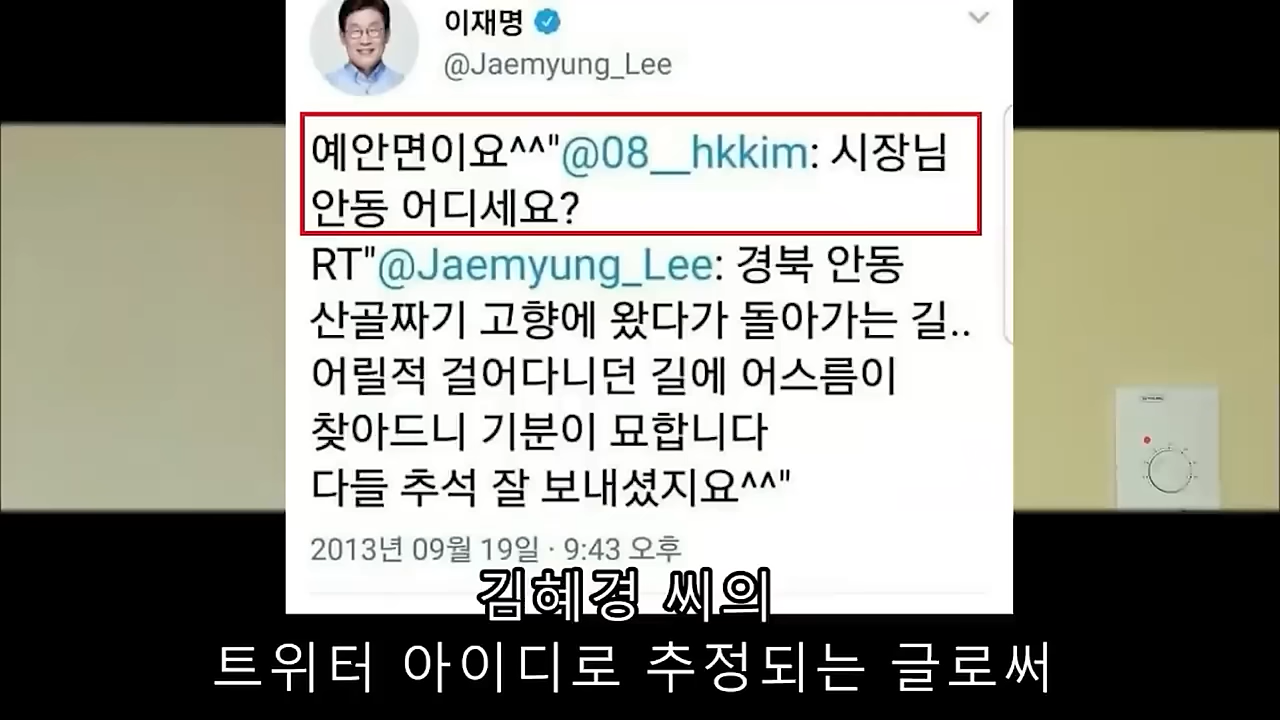 이재명
@Jaemyung_Lee
예안면이요^^"@08__hkkim: 시장님
안동 어디세요?
RT"@Jaemyung_Lee: 경북 안동
산골짜기 고향에 왔다가 돌아가는 길..
어릴적 걸어다니던 길에 어스름이
찾아드니 기분이 묘합니다
다들 추석 잘 보내셨지요^^"
2013년 09월 19일 · 9:43 오후
김혜경 씨의
트위터 아이디로 추정되는 글로써